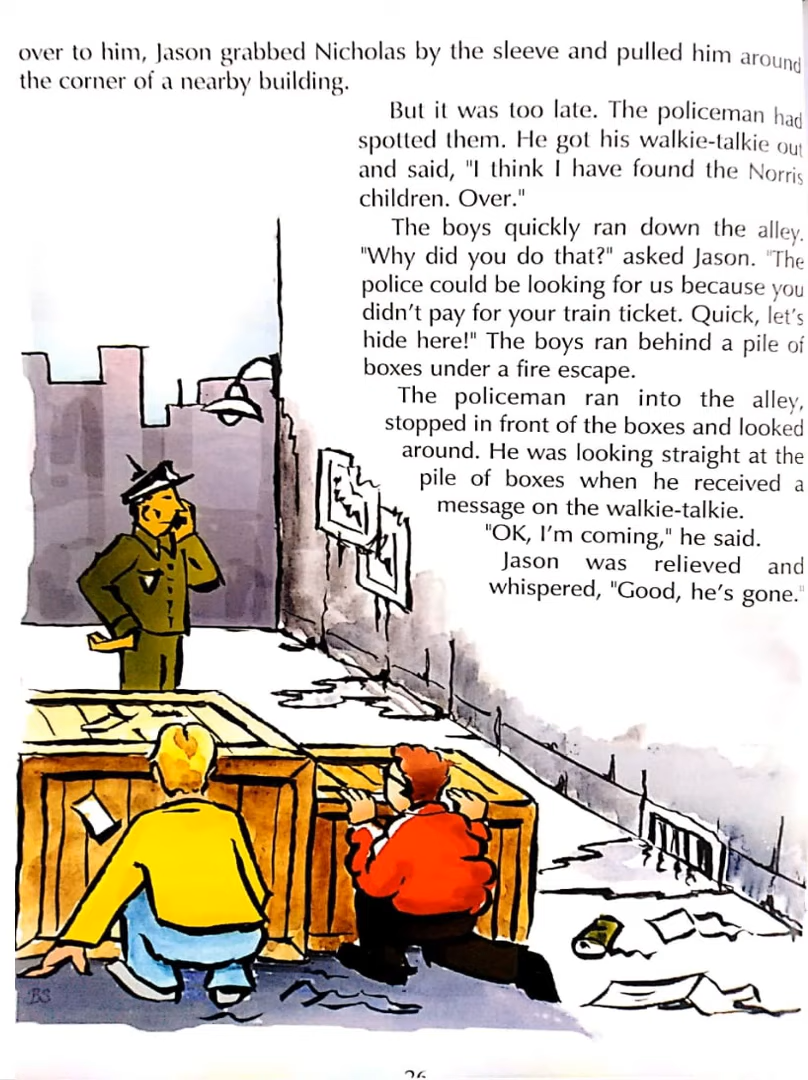 over to him, Jason grabbed Nicholas by the sleeve and pulled him around
the corner of a nearby building.
But it was too late. The policeman had
spotted them. He got his walkie-talkie out
and said, "I think I have found the Norris
children. Over."
The boys quickly ran down the alley.
"Why did you do that?" asked Jason. "The
police could be looking for us because you
didn't pay for your train ticket. Quick, let's
hide here!" The boys ran behind a pile of
boxes under a fire escape.
The policeman ran into the alley,
stopped in front of the boxes and looked
around. He was looking straight at the
pile of boxes when he received a
message on the walkie-talkie.
"OK, I'm coming," he said.
Jason was relieved and
whispered, "Good, he's gone."
BS
26